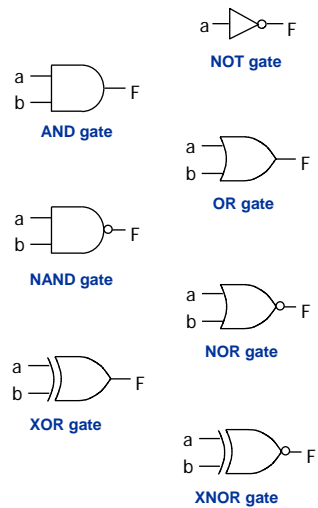 a F
NOT gate
a
b F
AND gate
a
b F
OR gate
a
b F
NAND gate
a
b F
NOR gate
a
b F
XOR gate
a
b F
XNOR gate